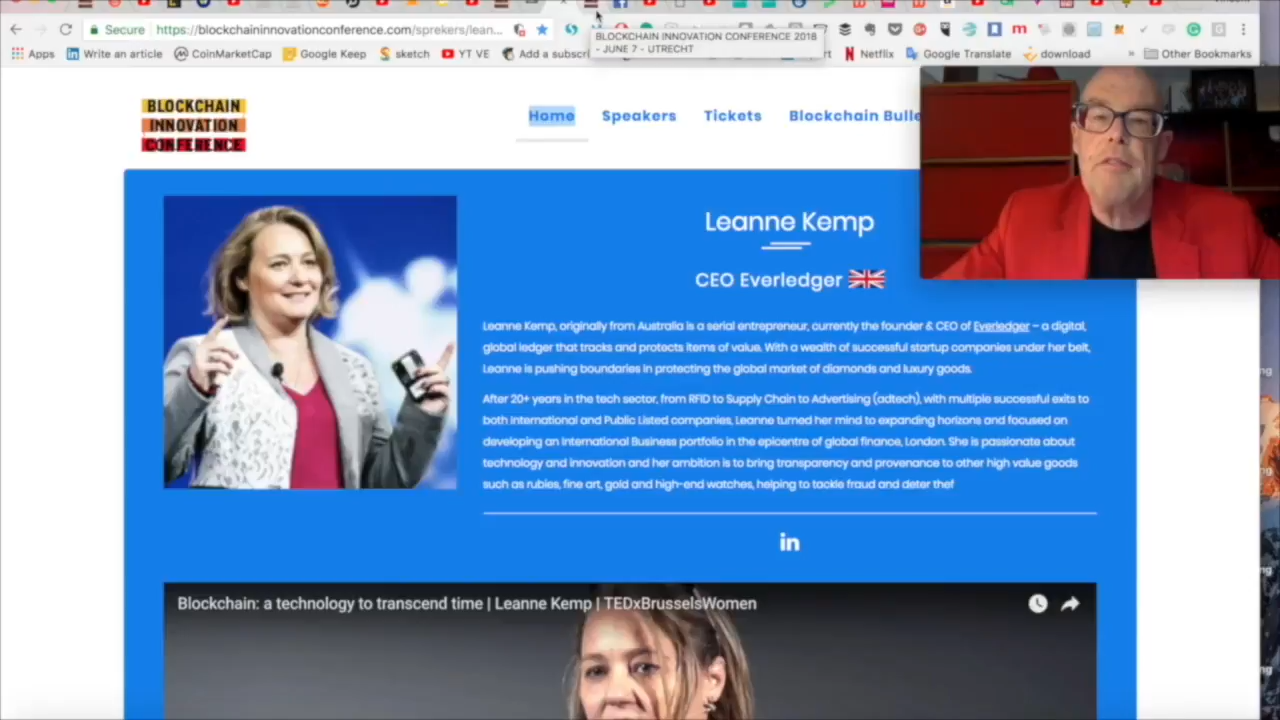 Secure
https://blockchaininnovationconference.com/sprekers/lean...
BLOCKCHAIN INNOVATION CONFERENCE 2018
- JUNE 7 - UTRECHT
Apps
Write an article
CoinMarketCap
Google Keep
sketch
YT VE
Add a subscri
Netflix
Google Translate
download
»
Other Bookmarks
BLOCKCHAIN
INNOVATION
CONFERENCE
Home
Speakers
Tickets
Blockchain Bulle
Leanne Kemp
CEO Everledger
Leanne Kemp, originally from Australia is a serial entrepreneur, currently the founder & CEO of Everledger – a digital,
global ledger that tracks and protects items of value. With a wealth of successful startup companies under her belt,
Leanne is pushing boundaries in protecting the global market of diamonds and luxury goods.
After 20+ years in the tech sector, from RFID to Supply Chain to Advertising (adtech), with multiple successful exits to
both International and Public Listed companies, Leanne turned her mind to expanding horizons and focused on
developing an International Business portfolio in the epicentre of global finance, London. She is passionate about
technology and innovation and her ambition is to bring transparency and provenance to other high value goods
such as rubies, fine art, gold and high-end watches, helping to tackle fraud and deter thef
in
Blockchain: a technology to transcend time | Leanne Kemp | TEDxBrusselsWomen